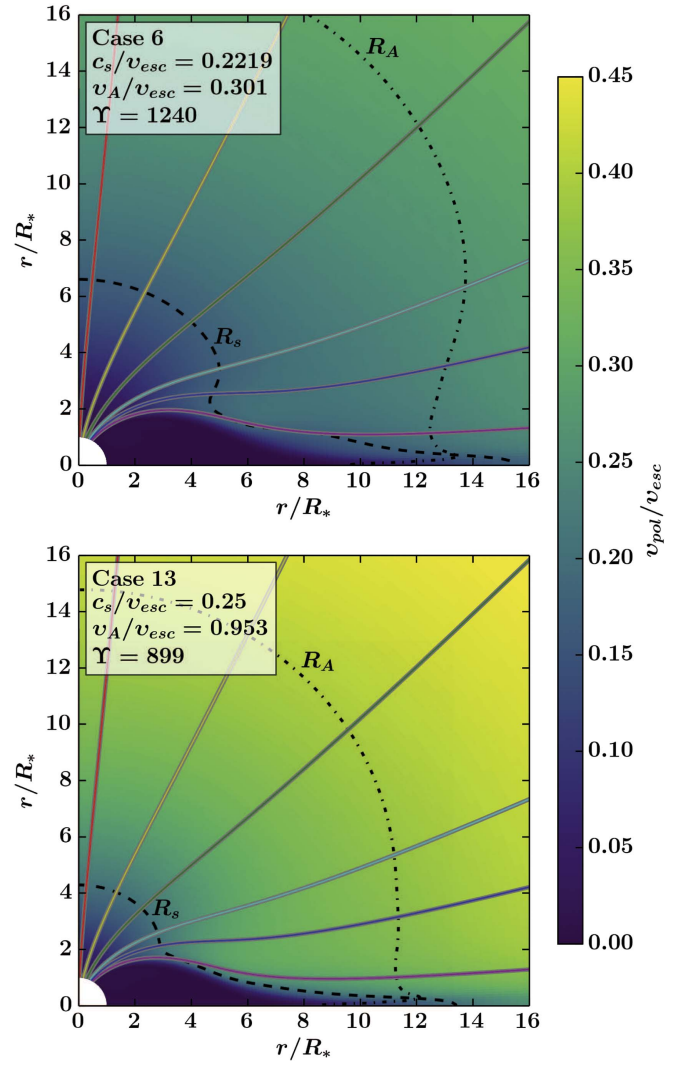 Case 6
c_s/v_esc = 0.2219
v_A/v_esc = 0.301
ϒ = 1240
R_A
R_s
16
14
12
10
8
6
4
2
0
r/R_*
0 2 4 6 8 10 12 14 16
r/R_*
Case 13
c_s/v_esc = 0.25
v_A/v_esc = 0.953
ϒ = 899
R_A
R_s
16
14
12
10
8
6
4
2
0
r/R_*
0 2 4 6 8 10 12 14 16
r/R_*
0.45
0.40
0.35
0.30
0.25
0.20
0.15
0.10
0.05
0.00
v_pol/v_esc